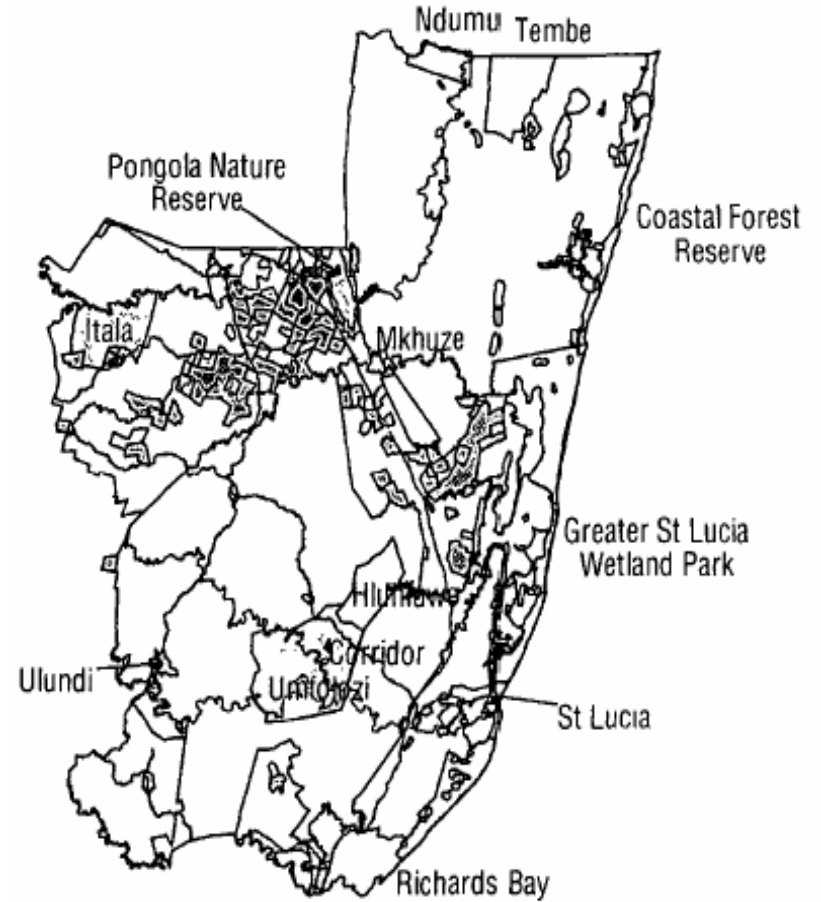 Ndumu
Tembe
Pongola Nature
Reserve
Coastal Forest
Reserve
Itala
Mkhuze
Greater St Lucia
Wetland Park
Hluhluwe
Corridor
Umfolozi
Ulundi
St Lucia
Richards Bay